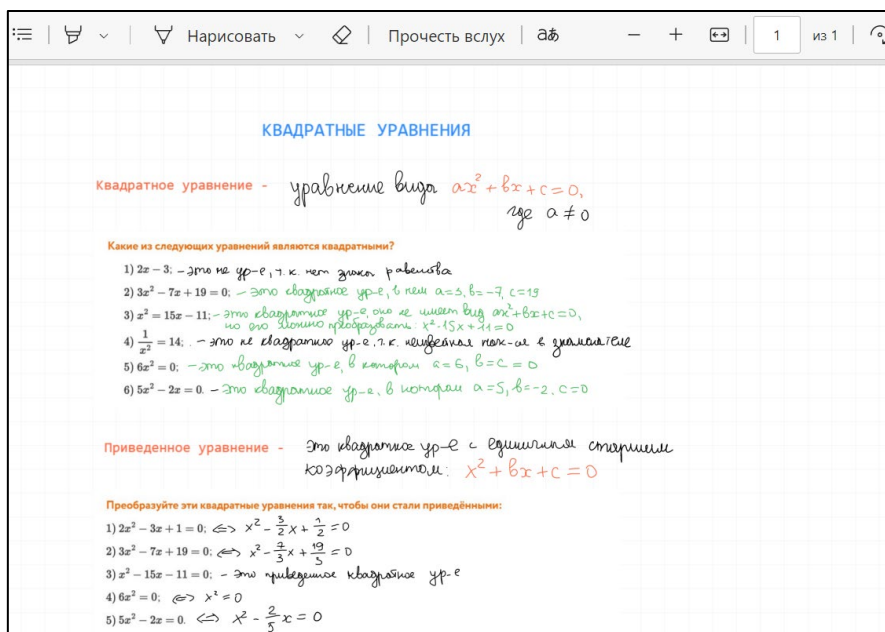 Нарисовать Прочесть вслух аあ 1 из 1
КВАДРАТНЫЕ УРАВНЕНИЯ
Квадратное уравнение - уравнение вида ax² + bx + c = 0,
где a ≠ 0
Какие из следующих уравнений являются квадратными?
1) 2x − 3; – это не ур-е, т.к. нет знака равенства
2) 3x² − 7x + 19 = 0; – это квадратное ур-е, в нем a=3, b=-7, c=19
3) x² = 15x − 11; – это квадратное ур-е, оно не имеет вид ax²+bx+c=0,
но его можно преобразовать: x²-15x+11=0
4) 1/x² = 14; – это не квадратное ур-е, т.к. неизвестная в знаменателе
5) 6x² = 0; – это квадратное ур-е, в котором a=6, b=c=0
6) 5x² − 2x = 0. – это квадратное ур-е, в котором a=5, b=-2, c=0
Приведенное уравнение - это квадратное ур-е с единичным старшим
коэффициентом: x² + bx + c = 0
Преобразуйте эти квадратные уравнения так, чтобы они стали приведёнными:
1) 2x² − 3x + 1 = 0; ⇔ x² - 3/2 x + 1/2 = 0
2) 3x² − 7x + 19 = 0; ⇔ x² - 7/3 x + 19/3 = 0
3) x² − 15x − 11 = 0; – это приведенное квадратное ур-е
4) 6x² = 0; ⇔ x² = 0
5) 5x² − 2x = 0. ⇔ x² - 2/5 x = 0